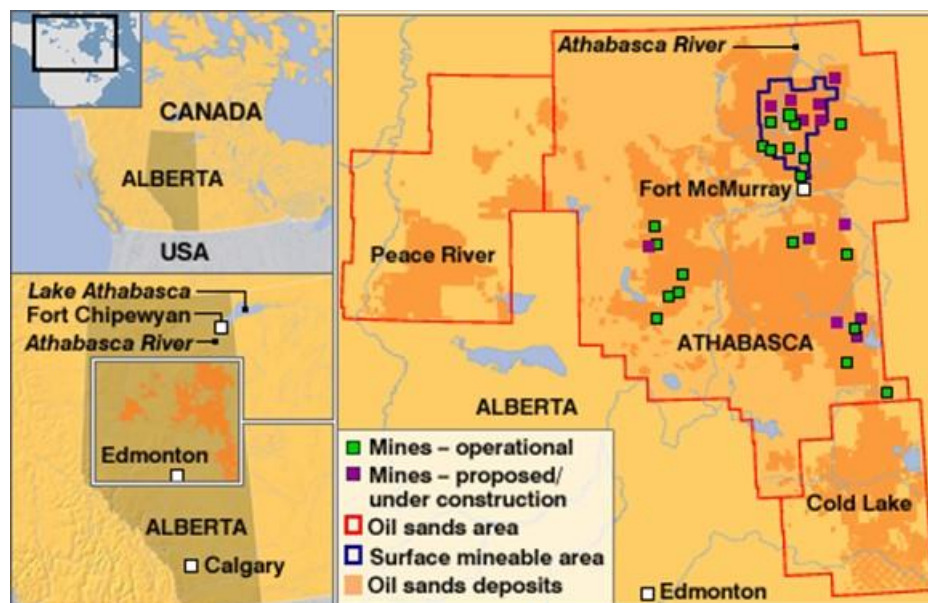 CANADA
ALBERTA
USA
Lake Athabasca
Fort Chipewyan
Athabasca River
Edmonton
ALBERTA
Calgary
Athabasca River
Fort McMurray
Peace River
ATHABASCA
ALBERTA
Cold Lake
Edmonton
Mines – operational
Mines – proposed/
under construction
Oil sands area
Surface mineable area
Oil sands deposits